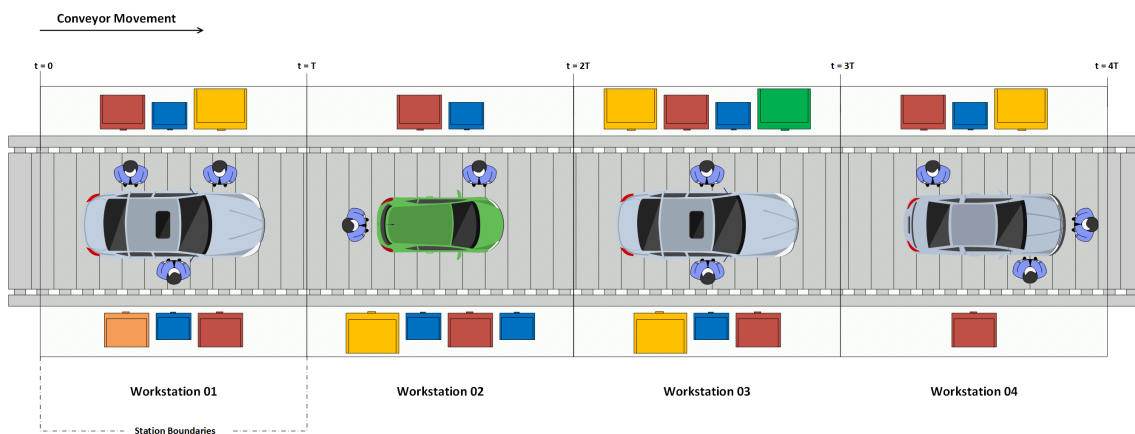 Conveyor Movement
t = 0
t = T
t = 2T
t = 3T
t = 4T
Workstation 01
Workstation 02
Workstation 03
Workstation 04
Station Boundaries